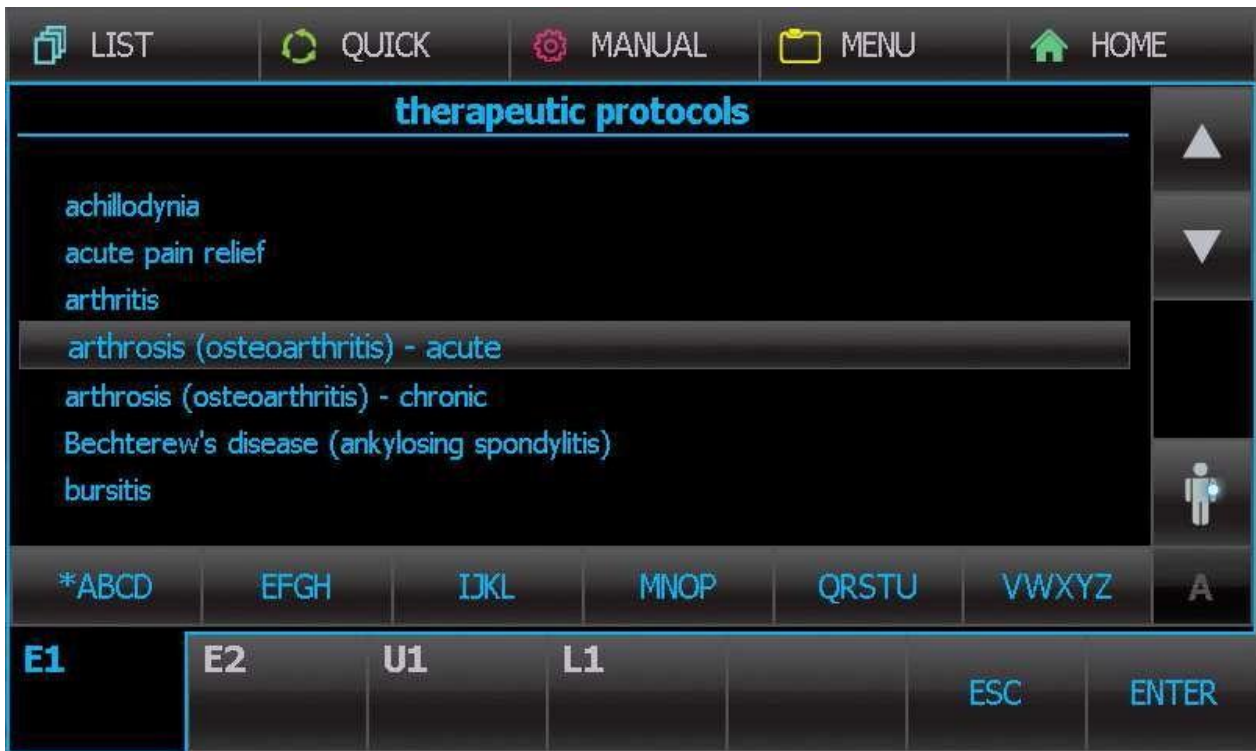 LIST QUICK MANUAL MENU HOME
therapeutic protocols
achillodynia
acute pain relief
arthritis
arthrosis (osteoarthritis) - acute
arthrosis (osteoarthritis) - chronic
Bechterew's disease (ankylosing spondylitis)
bursitis
*ABCD EFGH IJKL MNOP QRSTU VWXYZ A
E1 E2 U1 L1
ESC ENTER